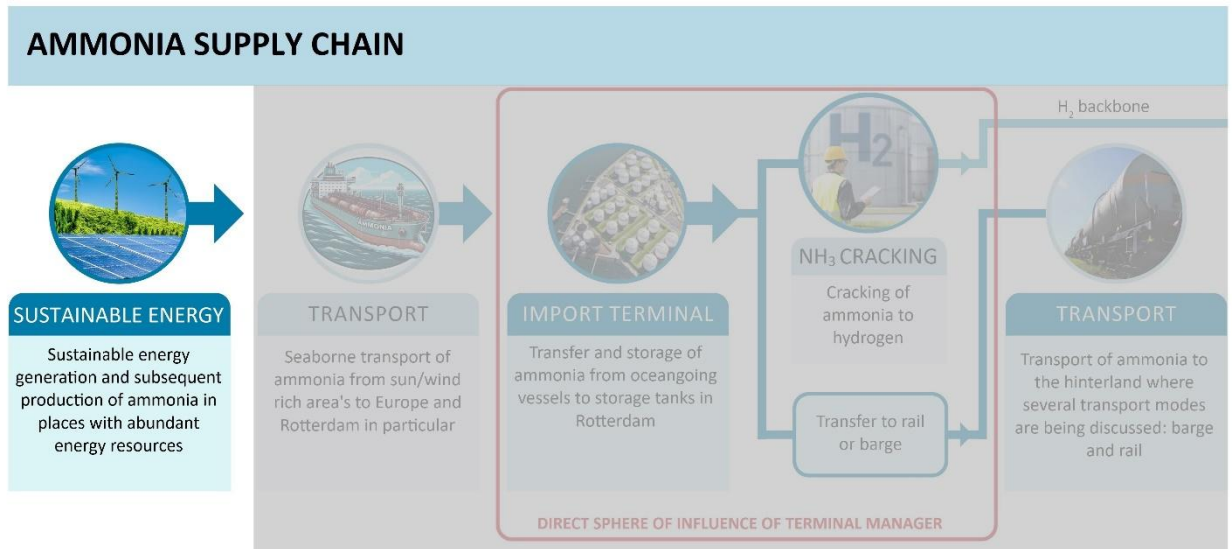 AMMONIA SUPPLY CHAIN
H₂ backbone
AMMONIA
H2
SUSTAINABLE ENERGY
Sustainable energy
generation and subsequent
production of ammonia in
places with abundant
energy resources
TRANSPORT
Seaborne transport of
ammonia from sun/wind
rich area's to Europe and
Rotterdam in particular
IMPORT TERMINAL
Transfer and storage of
ammonia from oceangoing
vessels to storage tanks in
Rotterdam
NH₃ CRACKING
Cracking of
ammonia to
hydrogen
Transfer to rail
or barge
TRANSPORT
Transport of ammonia to
the hinterland where
several transport modes
are being discussed: barge
and rail
DIRECT SPHERE OF INFLUENCE OF TERMINAL MANAGER